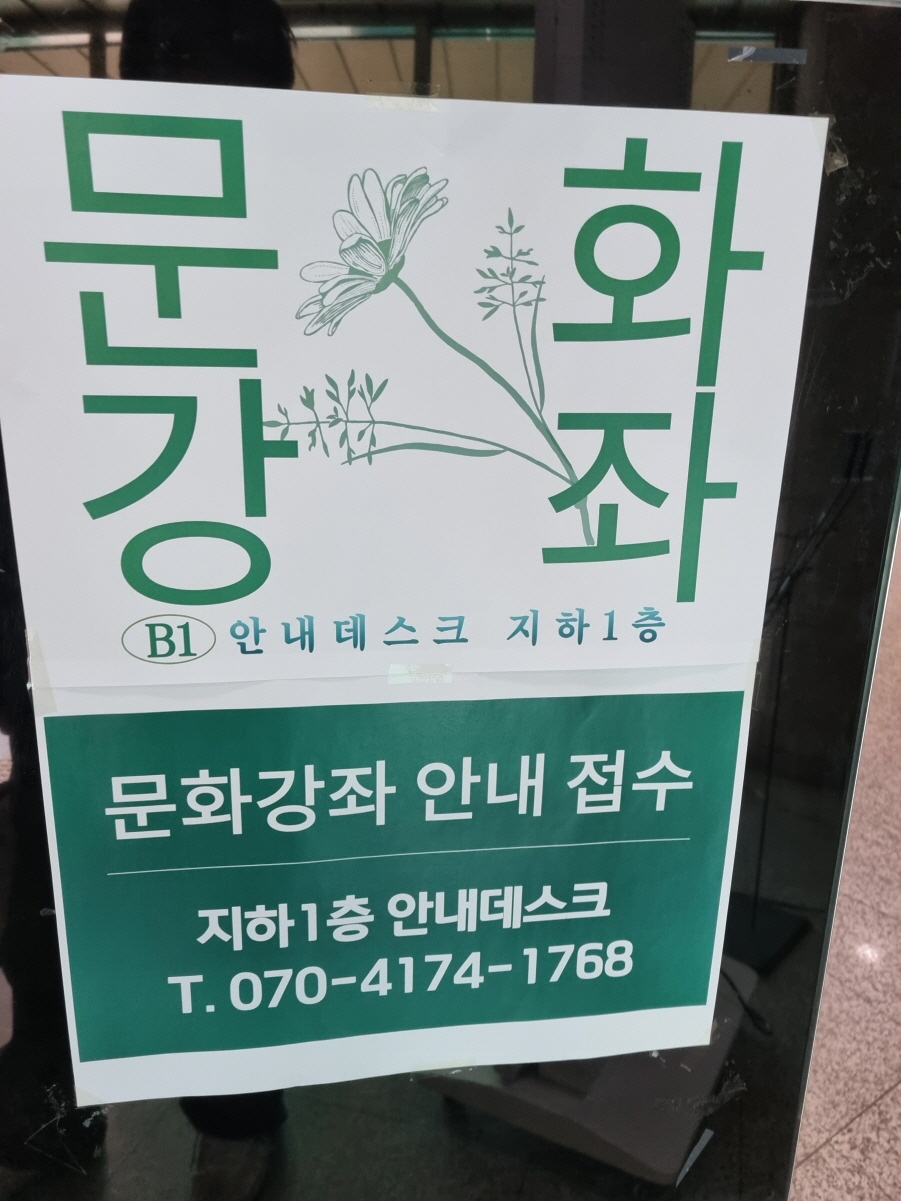 문화
강좌
B1 안내데스크 지하1층
문화강좌 안내 접수
지하1층 안내데스크
T. 070-4174-1768